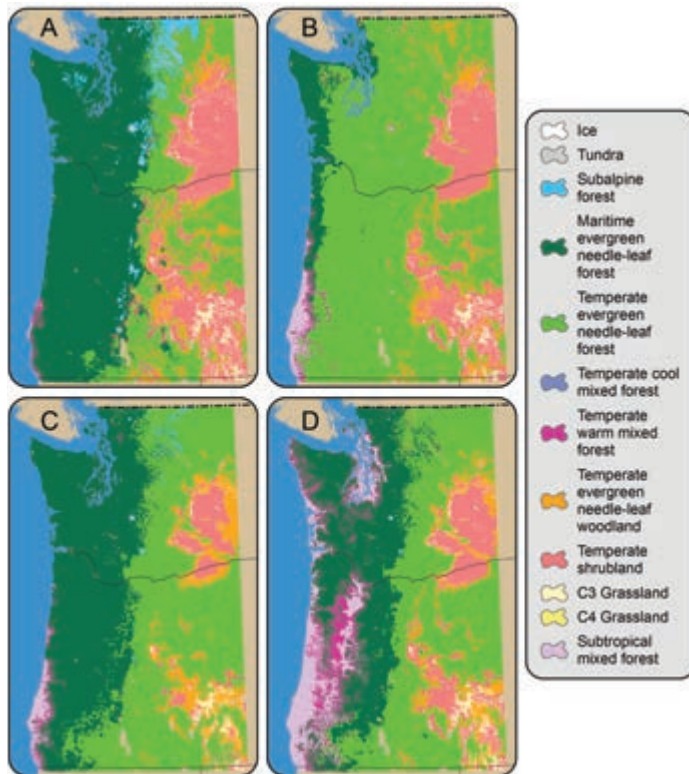 A
B
C
D
Ice
Tundra
Subalpine
forest
Maritime
evergreen
needle-leaf
forest
Temperate
evergreen
needle-leaf
forest
Temperate cool
mixed forest
Temperate
warm mixed
forest
Temperate
evergreen
needle-leaf
woodland
Temperate
shrubland
C3 Grassland
C4 Grassland
Subtropical
mixed forest